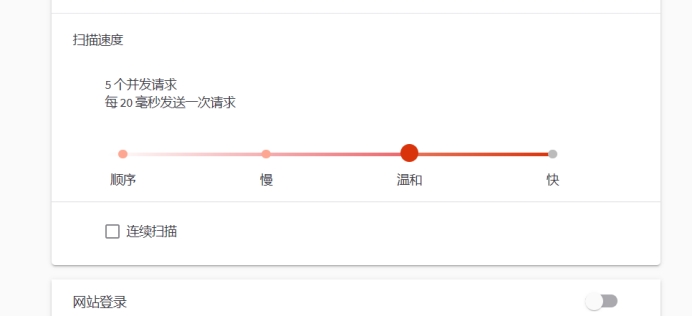 扫描速度
5 个并发请求
每 20 毫秒发送一次请求
顺序 慢 温和 快
连续扫描
网站登录